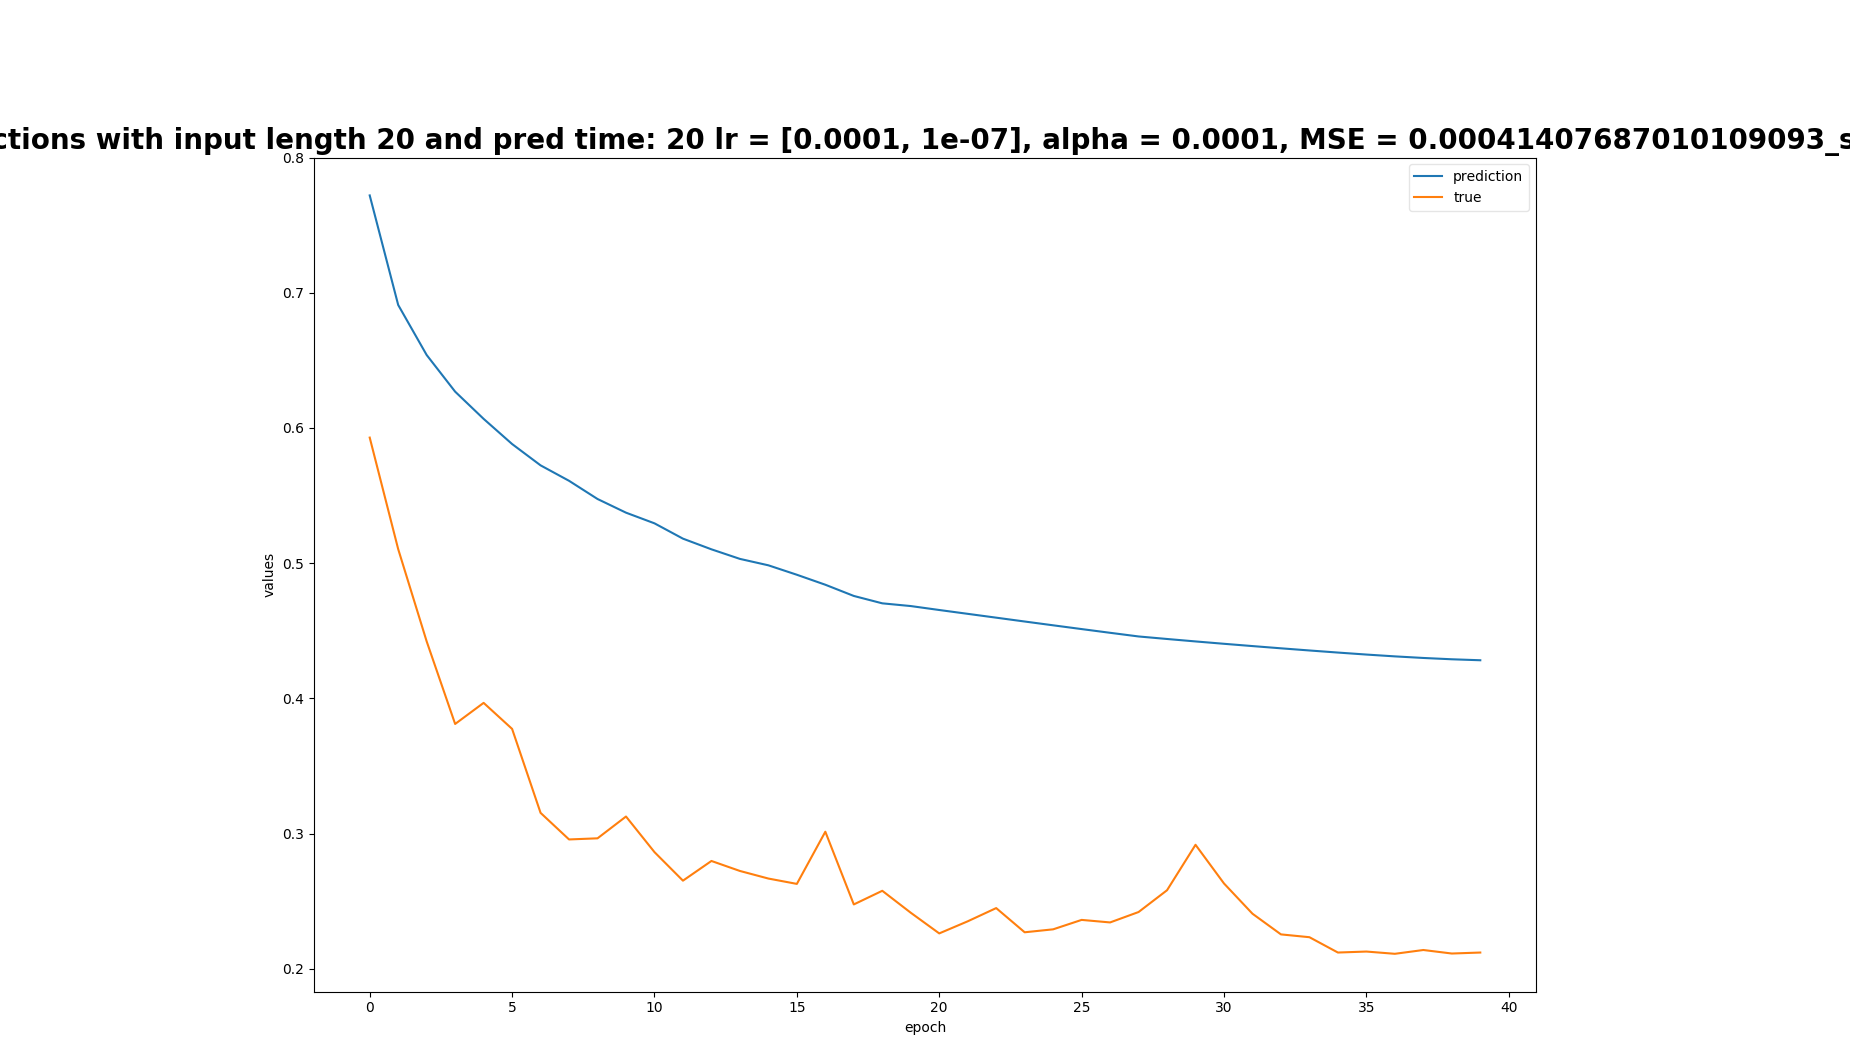 ctions with input length 20 and pred time: 20 lr = [0.0001, 1e-07], alpha = 0.0001, MSE = 0.00041407687010109093_s
prediction
true
0.8
0.7
0.6
0.5
0.4
0.3
0.2
values
0 5 10 15 20 25 30 35 40
epoch